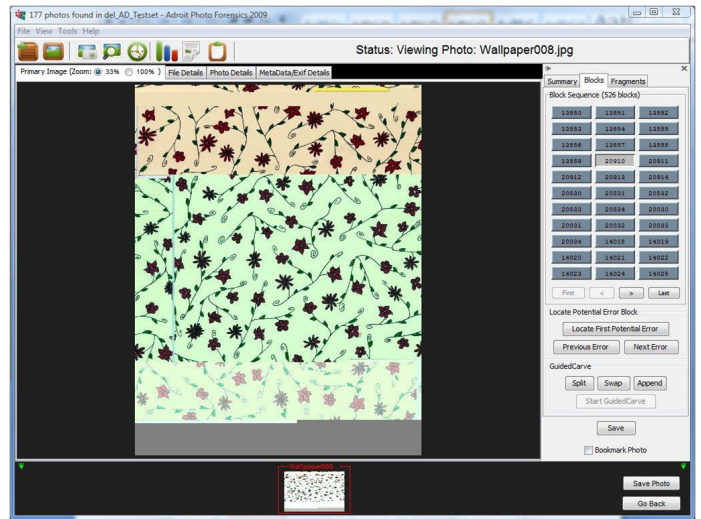 177 photos found in del_AD_Testset - Adroit Photo Forensics 2009
File View Tools Help
Status: Viewing Photo: Wallpaper008.jpg
Primary Image (Zoom: 33% 100% ) File Details Photo Details MetaData/Exif Details
Summary Blocks Fragments
Block Sequence (526 blocks)
13550 13551 13552
13553 13554 13555
13556 13557 13558
13559 20910 20911
20912 20913 20914
20530 20531 20532
20533 20534 20030
20031 20032 20033
20034 14018 14019
14020 14021 14022
14023 14024 14025
First < > Last
Locate Potential Error Block
Locate First Potential Error
Previous Error Next Error
GuidedCarve
Split Swap Append
Start GuidedCarve
Save
Bookmark Photo
Wallpaper008
Save Photo
Go Back